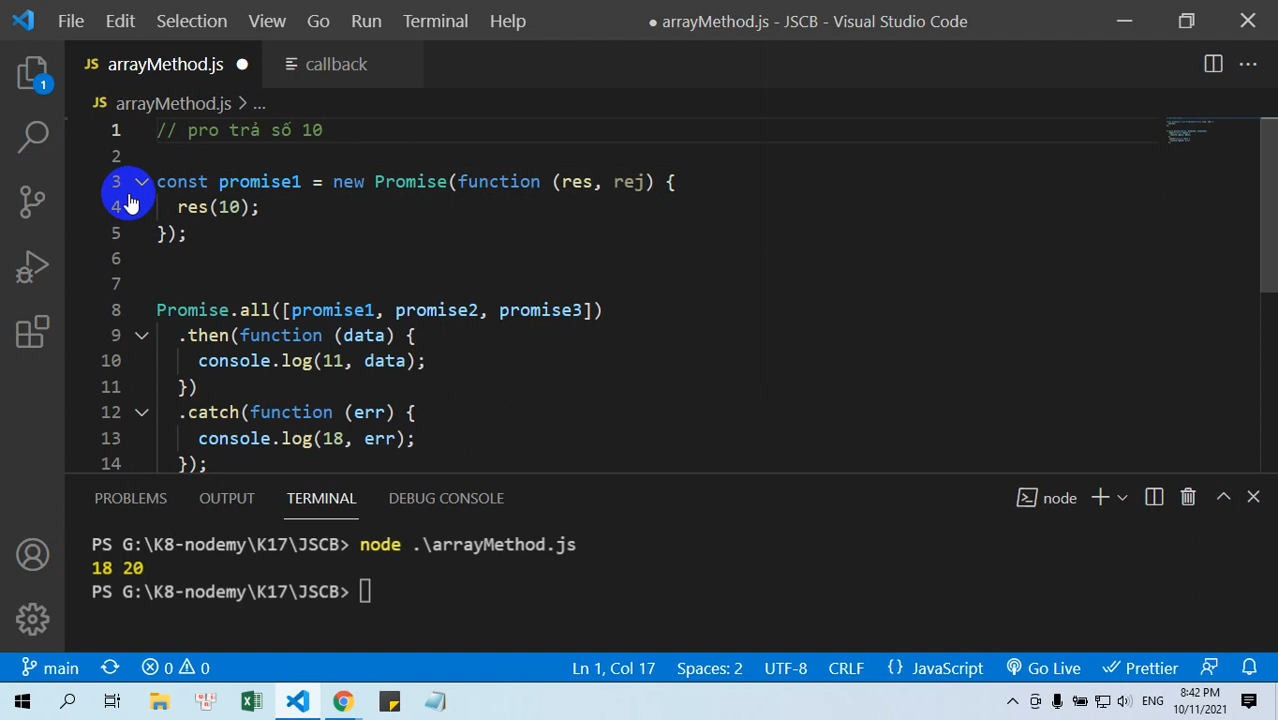 File Edit Selection View Go Run Terminal Help ● arrayMethod.js - JSCB - Visual Studio Code
JS arrayMethod.js ● callback
JS arrayMethod.js > ...
1 // pro trả số 10
2
3 const promise1 = new Promise(function (res, rej) {
4 res(10);
5 });
6
7
8 Promise.all([promise1, promise2, promise3])
9 .then(function (data) {
10 console.log(11, data);
11 })
12 .catch(function (err) {
13 console.log(18, err);
14 });
1
PROBLEMS OUTPUT TERMINAL DEBUG CONSOLE node
PS G:\K8-nodemy\K17\JSCB> node .\arrayMethod.js
18 20
PS G:\K8-nodemy\K17\JSCB>
main 0 0 Ln 1, Col 17 Spaces: 2 UTF-8 CRLF {} JavaScript Go Live Prettier
ENG 8:42 PM
10/11/2021